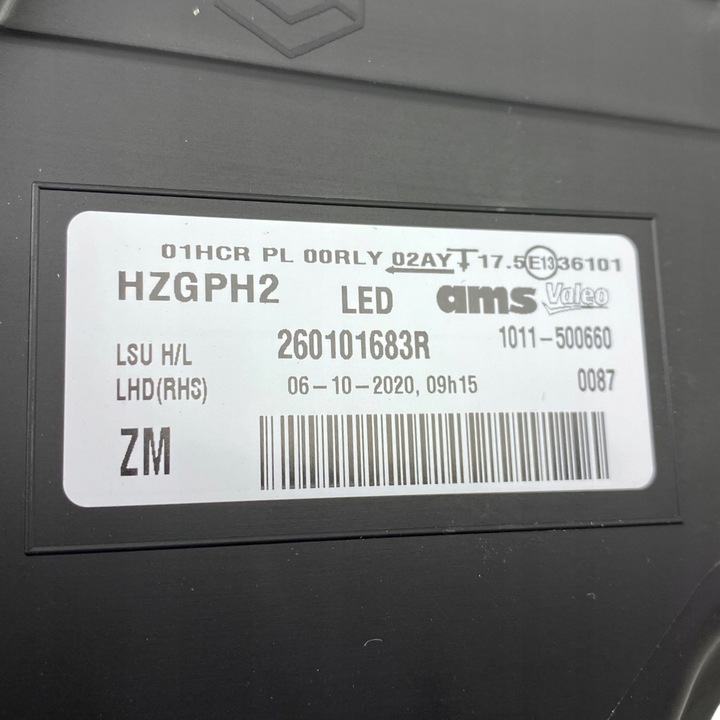 01HCR PL 00RLY 02AY 17.5 E13 36101
HZGPH2 LED ams Valeo
LSU H/L 260101683R 1011-500660
LHD(RHS) 06-10-2020, 09h15 0087
ZM